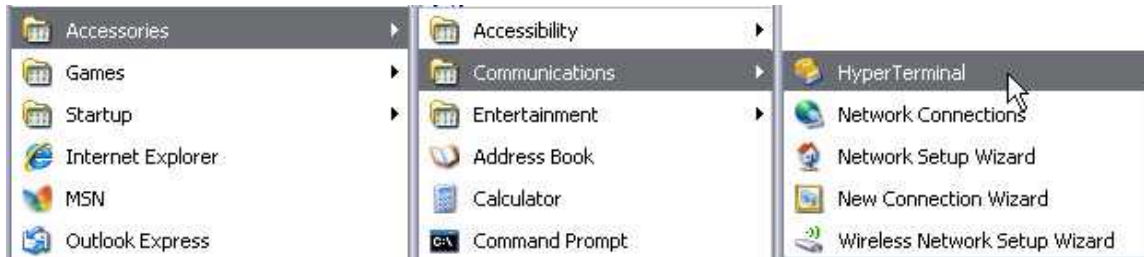 Accessories
Games
Startup
Internet Explorer
MSN
Outlook Express
Accessibility
Communications
Entertainment
Address Book
Calculator
C:\
Command Prompt
HyperTerminal
Network Connections
Network Setup Wizard
New Connection Wizard
Wireless Network Setup Wizard